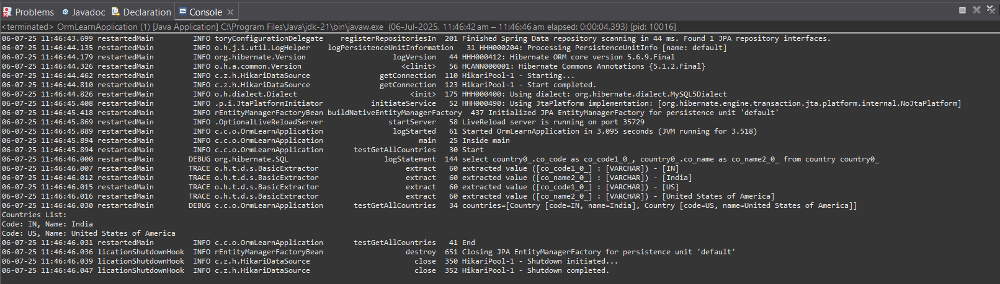 Problems @ Javadoc Declaration Console
<terminated> OrmLearnApplication (1) [Java Application] C:\Program Files\Java\jdk-21\bin\javaw.exe (06-Jul-2025, 11:46:42 am – 11:46:46 am elapsed: 0:00:04.393) [pid: 10016]
06-07-25 11:46:43.699 restartedMain INFO toryConfigurationDelegate registerRepositoriesIn 201 Finished Spring Data repository scanning in 44 ms. Found 1 JPA repository interfaces.
06-07-25 11:46:44.135 restartedMain INFO o.h.j.i.util.LogHelper logPersistenceUnitInformation 31 HHH000204: Processing PersistenceUnitInfo [name: default]
06-07-25 11:46:44.179 restartedMain INFO org.hibernate.Version logVersion 44 HHH000412: Hibernate ORM core version 5.6.9.Final
06-07-25 11:46:44.326 restartedMain INFO o.h.a.common.Version <clinit> 56 HCANN000001: Hibernate Commons Annotations {5.1.2.Final}
06-07-25 11:46:44.462 restartedMain INFO c.z.h.HikariDataSource getConnection 110 HikariPool-1 - Starting...
06-07-25 11:46:44.810 restartedMain INFO c.z.h.HikariDataSource getConnection 123 HikariPool-1 - Start completed.
06-07-25 11:46:44.826 restartedMain INFO o.h.dialect.Dialect <init> 175 HHH000400: Using dialect: org.hibernate.dialect.MySQL5Dialect
06-07-25 11:46:45.408 restartedMain INFO .p.i.JtaPlatformInitiator initiateService 52 HHH000490: Using JtaPlatform implementation: [org.hibernate.engine.transaction.jta.platform.internal.NoJtaPlatform]
06-07-25 11:46:45.418 restartedMain INFO rEntityManagerFactoryBean buildNativeEntityManagerFactory 437 Initialized JPA EntityManagerFactory for persistence unit 'default'
06-07-25 11:46:45.869 restartedMain INFO .OptionalLiveReloadServer startServer 58 LiveReload server is running on port 35729
06-07-25 11:46:45.889 restartedMain INFO c.c.o.OrmLearnApplication logStarted 61 Started OrmLearnApplication in 3.095 seconds (JVM running for 3.518)
06-07-25 11:46:45.894 restartedMain INFO c.c.o.OrmLearnApplication main 25 Inside main
06-07-25 11:46:45.894 restartedMain INFO c.c.o.OrmLearnApplication testGetAllCountries 30 Start
06-07-25 11:46:46.000 restartedMain DEBUG org.hibernate.SQL logStatement 144 select country0_.co_code as co_code1_0_, country0_.co_name as co_name2_0_ from country country0_
06-07-25 11:46:46.007 restartedMain TRACE o.h.t.d.s.BasicExtractor extract 60 extracted value ([co_code1_0_] : [VARCHAR]) - [IN]
06-07-25 11:46:46.012 restartedMain TRACE o.h.t.d.s.BasicExtractor extract 60 extracted value ([co_name2_0_] : [VARCHAR]) - [India]
06-07-25 11:46:46.015 restartedMain TRACE o.h.t.d.s.BasicExtractor extract 60 extracted value ([co_code1_0_] : [VARCHAR]) - [US]
06-07-25 11:46:46.016 restartedMain TRACE o.h.t.d.s.BasicExtractor extract 60 extracted value ([co_name2_0_] : [VARCHAR]) - [United States of America]
06-07-25 11:46:46.030 restartedMain DEBUG c.c.o.OrmLearnApplication testGetAllCountries 34 countries=[Country [code=IN, name=India], Country [code=US, name=United States of America]]
Countries List:
Code: IN, Name: India
Code: US, Name: United States of America
06-07-25 11:46:46.031 restartedMain INFO c.c.o.OrmLearnApplication testGetAllCountries 41 End
06-07-25 11:46:46.036 licationShutdownHook INFO rEntityManagerFactoryBean destroy 651 Closing JPA EntityManagerFactory for persistence unit 'default'
06-07-25 11:46:46.039 licationShutdownHook INFO c.z.h.HikariDataSource close 350 HikariPool-1 - Shutdown initiated...
06-07-25 11:46:46.047 licationShutdownHook INFO c.z.h.HikariDataSource close 352 HikariPool-1 - Shutdown completed.